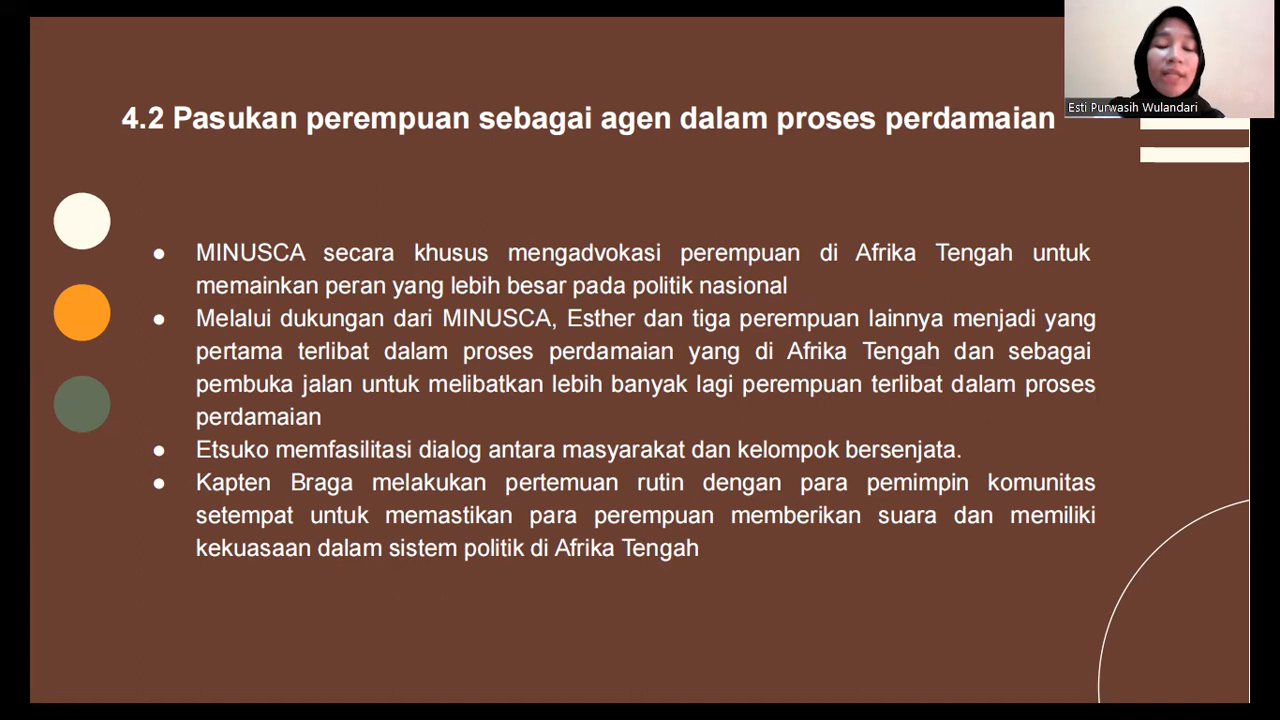 Esti Purwasih Wulandari
4.2 Pasukan perempuan sebagai agen dalam proses perdamaian
● MINUSCA secara khusus mengadvokasi perempuan di Afrika Tengah untuk
memainkan peran yang lebih besar pada politik nasional
● Melalui dukungan dari MINUSCA, Esther dan tiga perempuan lainnya menjadi yang
pertama terlibat dalam proses perdamaian yang di Afrika Tengah dan sebagai
pembuka jalan untuk melibatkan lebih banyak lagi perempuan terlibat dalam proses
perdamaian
● Etsuko memfasilitasi dialog antara masyarakat dan kelompok bersenjata.
● Kapten Braga melakukan pertemuan rutin dengan para pemimpin komunitas
setempat untuk memastikan para perempuan memberikan suara dan memiliki
kekuasaan dalam sistem politik di Afrika Tengah